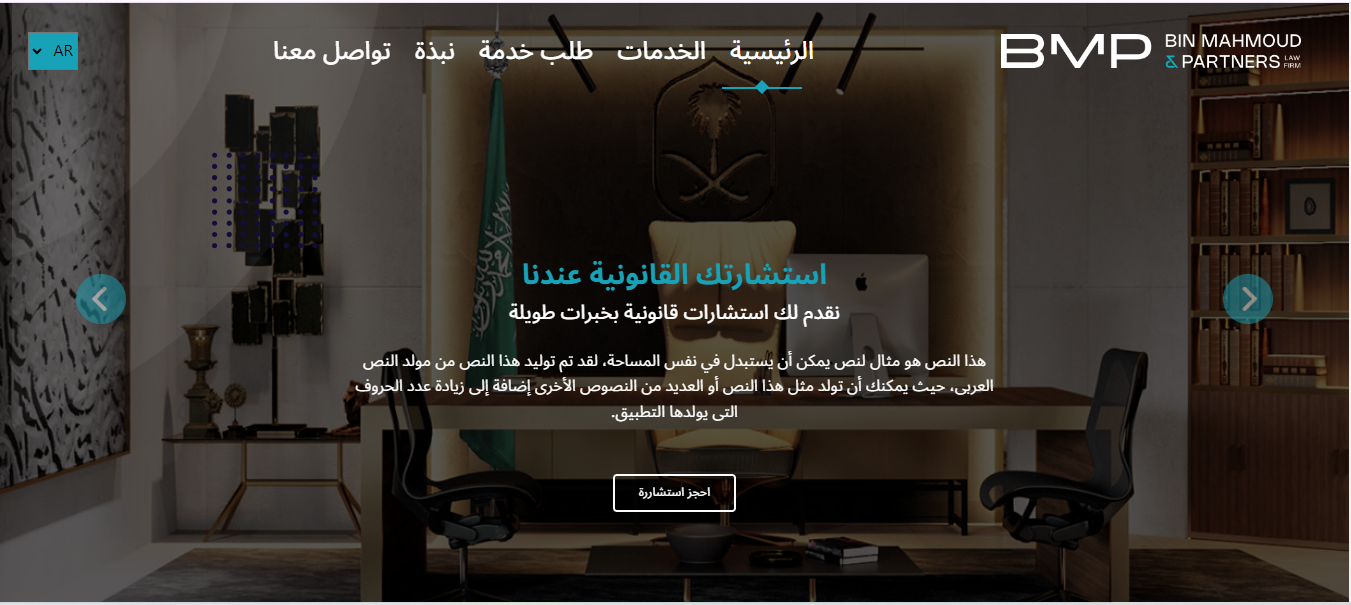 BMP BIN MAHMOUD
& PARTNERS LAW FIRM
الرئيسية الخدمات طلب خدمة نبذة تواصل معنا
AR
استشارتك القانونية عندنا
نقدم لك استشارات قانونية بخبرات طويلة
هذا النص هو مثال لنص يمكن أن يستبدل في نفس المساحة، لقد تم توليد هذا النص من مولد النص
العربى، حيث يمكنك أن تولد مثل هذا النص أو العديد من النصوص الأخرى إضافة إلى زيادة عدد الحروف
التى يولدها التطبيق.
احجز استشاررة